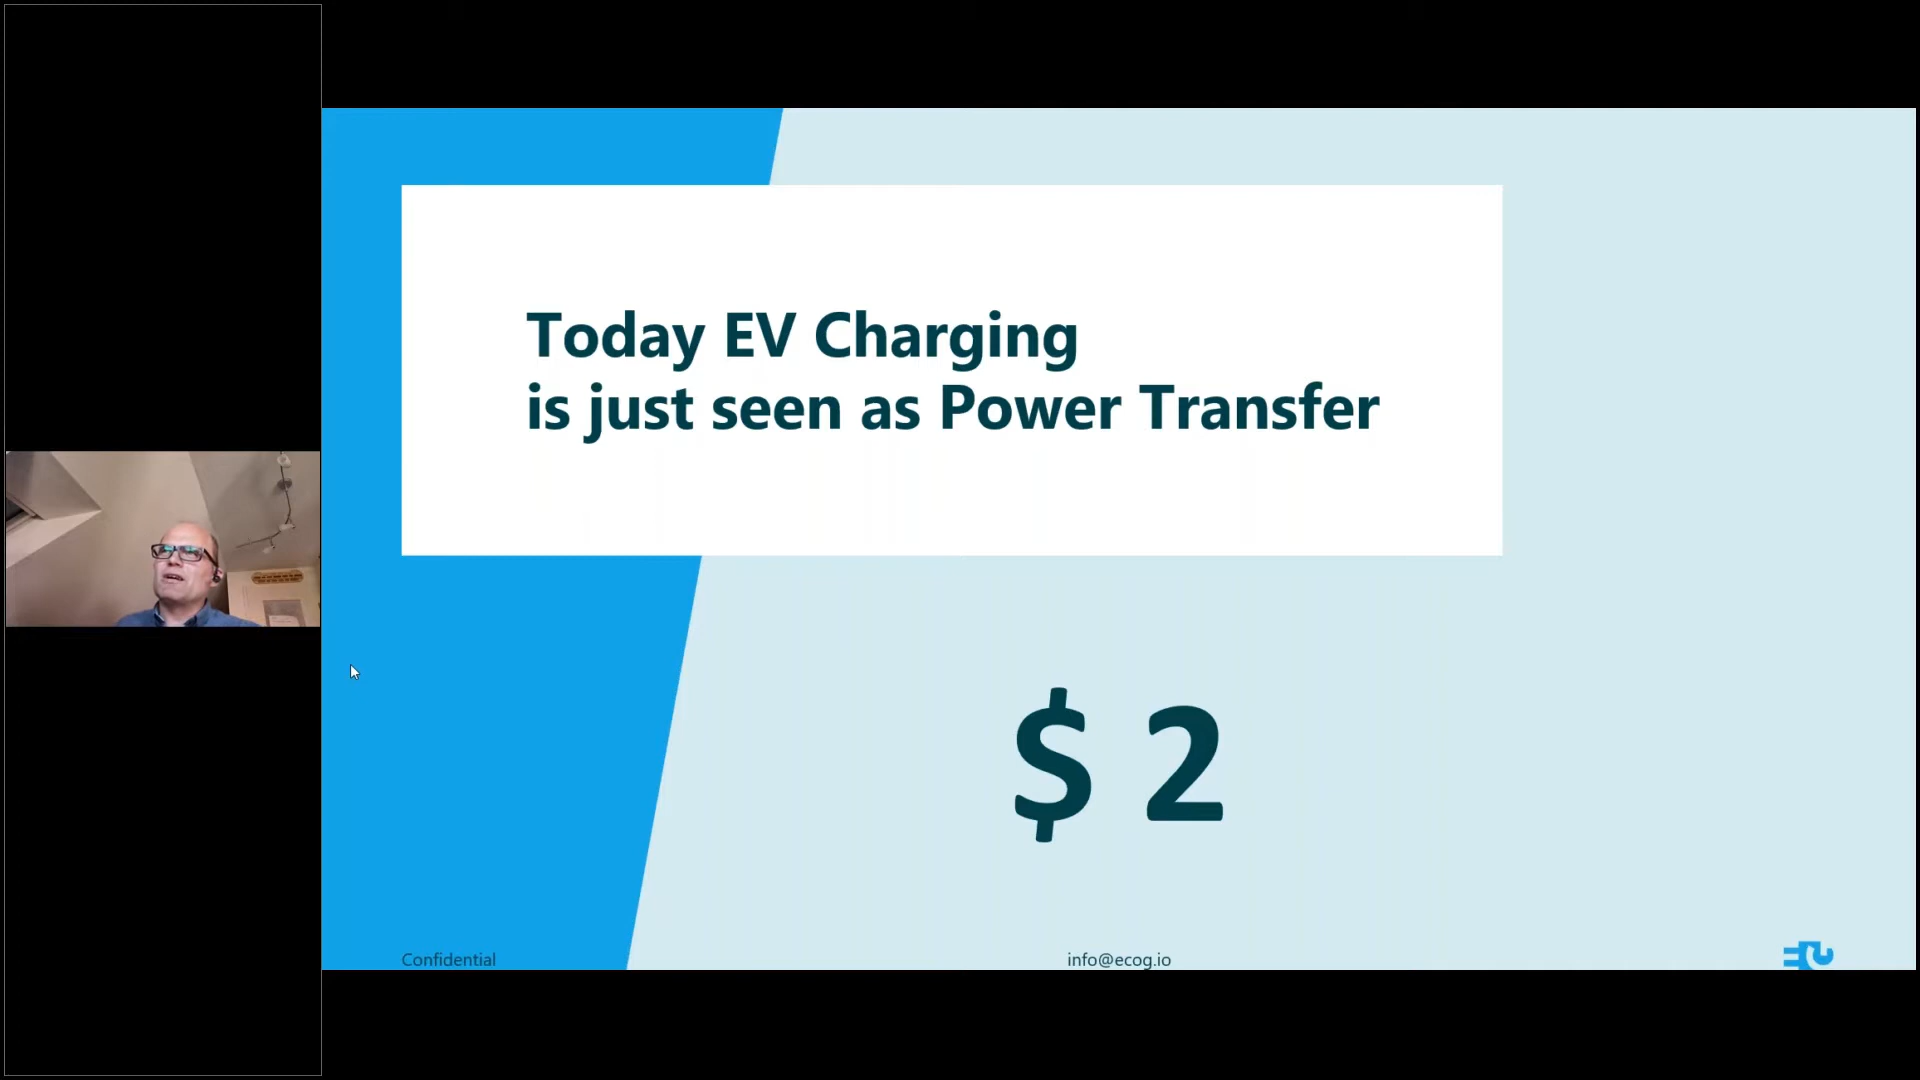 Today EV Charging
is just seen as Power Transfer
$ 2
Confidential
info@ecog.io